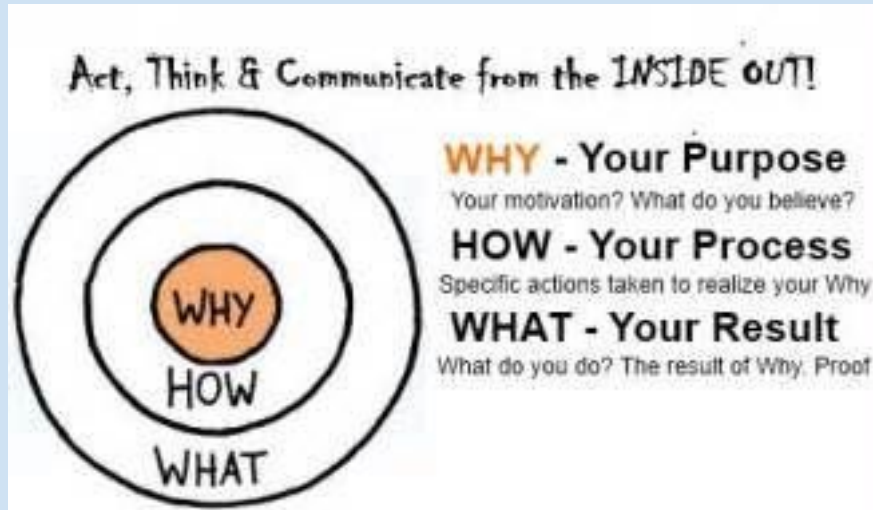 Act, Think & Communicate from the INSIDE OUT!
WHY - Your Purpose
Your motivation? What do you believe?
HOW - Your Process
Specific actions taken to realize your Why
WHAT - Your Result
What do you do? The result of Why. Proof
WHY
HOW
WHAT